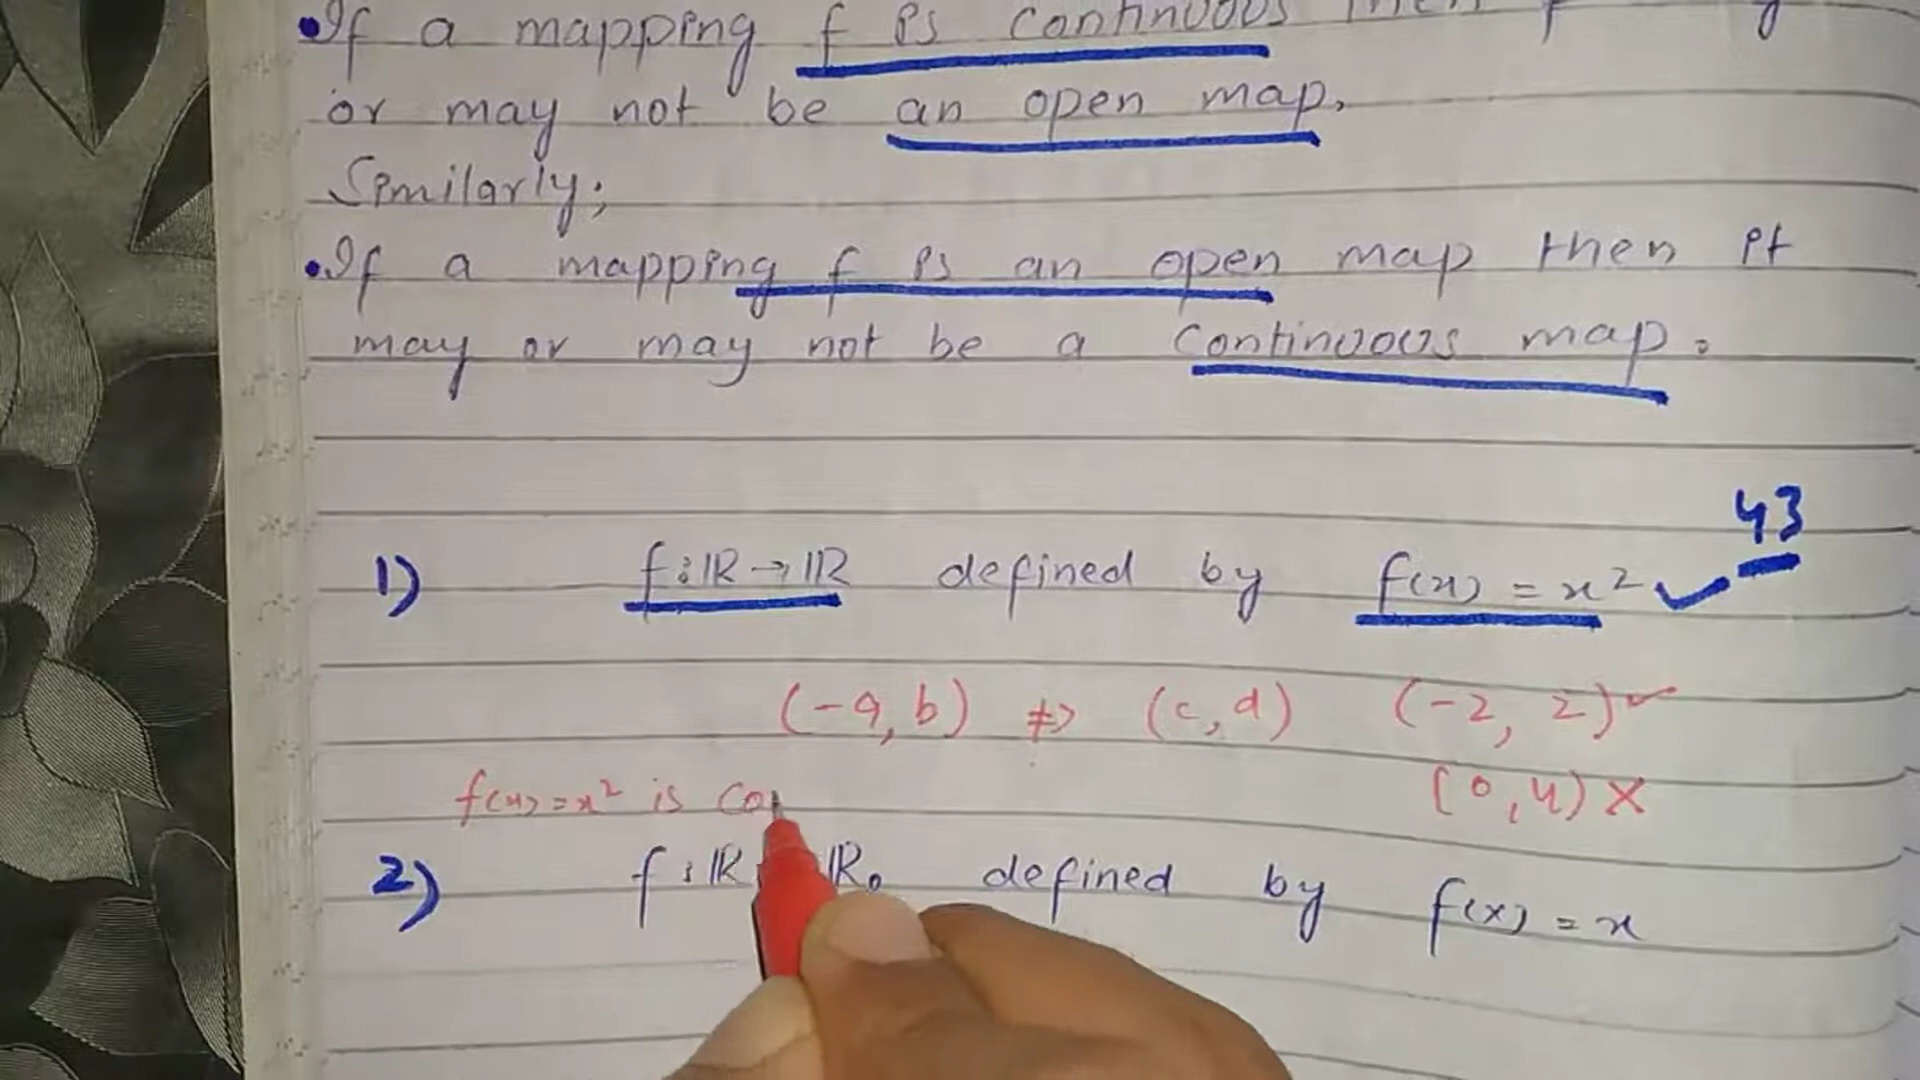 •If a mapping f is continuous then f
or may not be an open map.
Similarly;
•If a mapping f is an open map then it
may or may not be a continuous map.
43
1) f:ℝ→ℝ defined by f(x) = x² ✓
(-a, b) ⇏ (c, d) (-2, 2) ✓
f(x) = x² is Con [0, 4) ×
2) f:ℝ ℝ₀ defined by f(x) = x